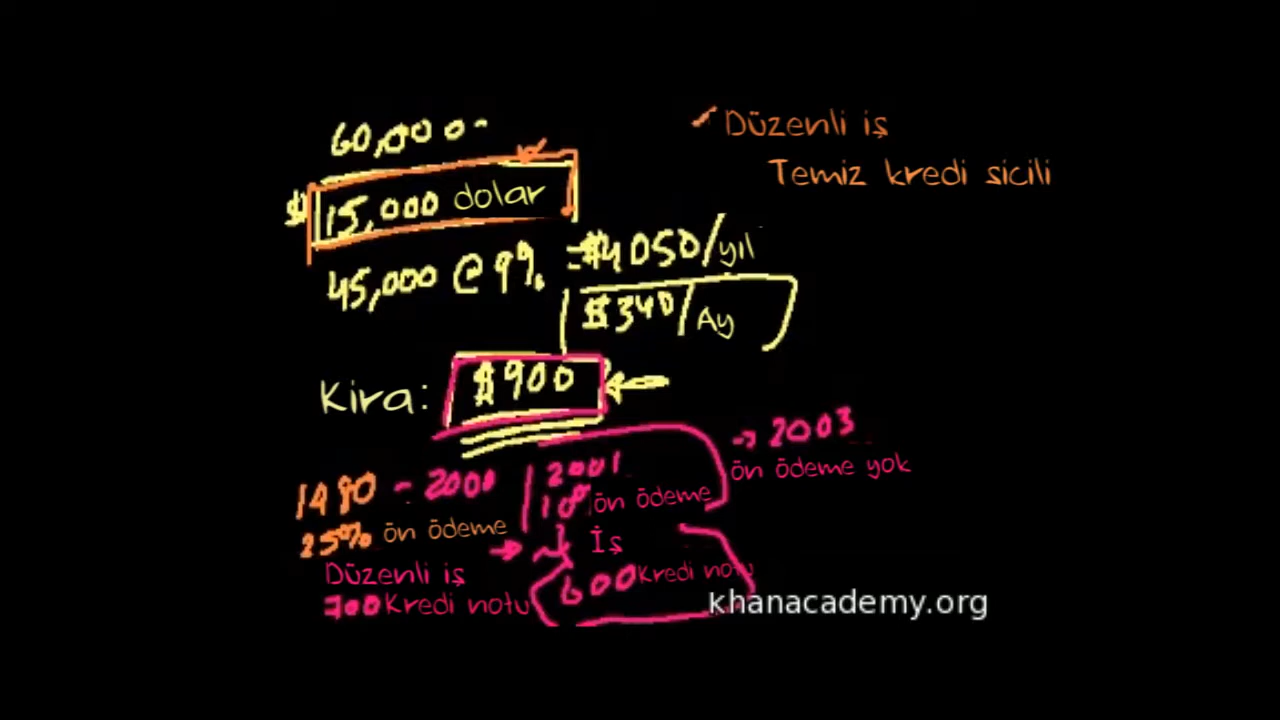 60,000
Düzenli iş
Temiz kredi sicili
$ 15,000 dolar
45,000 @ 9% = $4050/yıl
$340/Ay
Kira: $900
→ 2003
ön ödeme yok
1980 - 2000
2001
25% ön ödeme
10% ön ödeme
→ İş
Düzenli iş
700 Kredi notu
600 Kredi notu
khanacademy.org